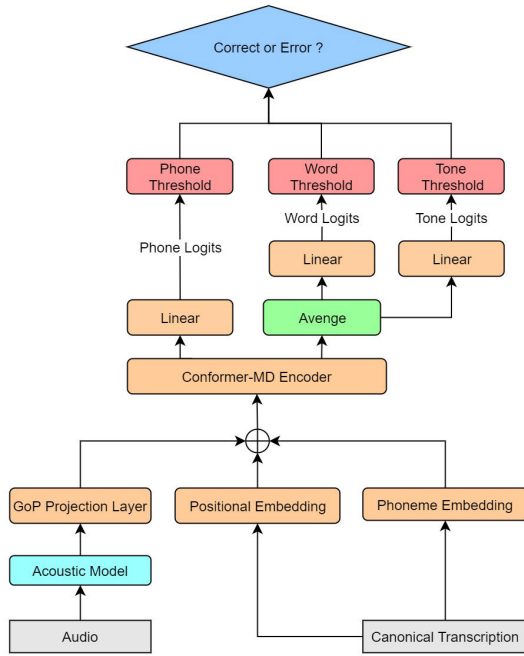 Correct or Error ?
Phone
Threshold
Word
Threshold
Tone
Threshold
Phone Logits
Word Logits
Tone Logits
Linear
Linear
Linear
Avenge
Conformer-MD Encoder
GoP Projection Layer
Positional Embedding
Phoneme Embedding
Acoustic Model
Audio
Canonical Transcription